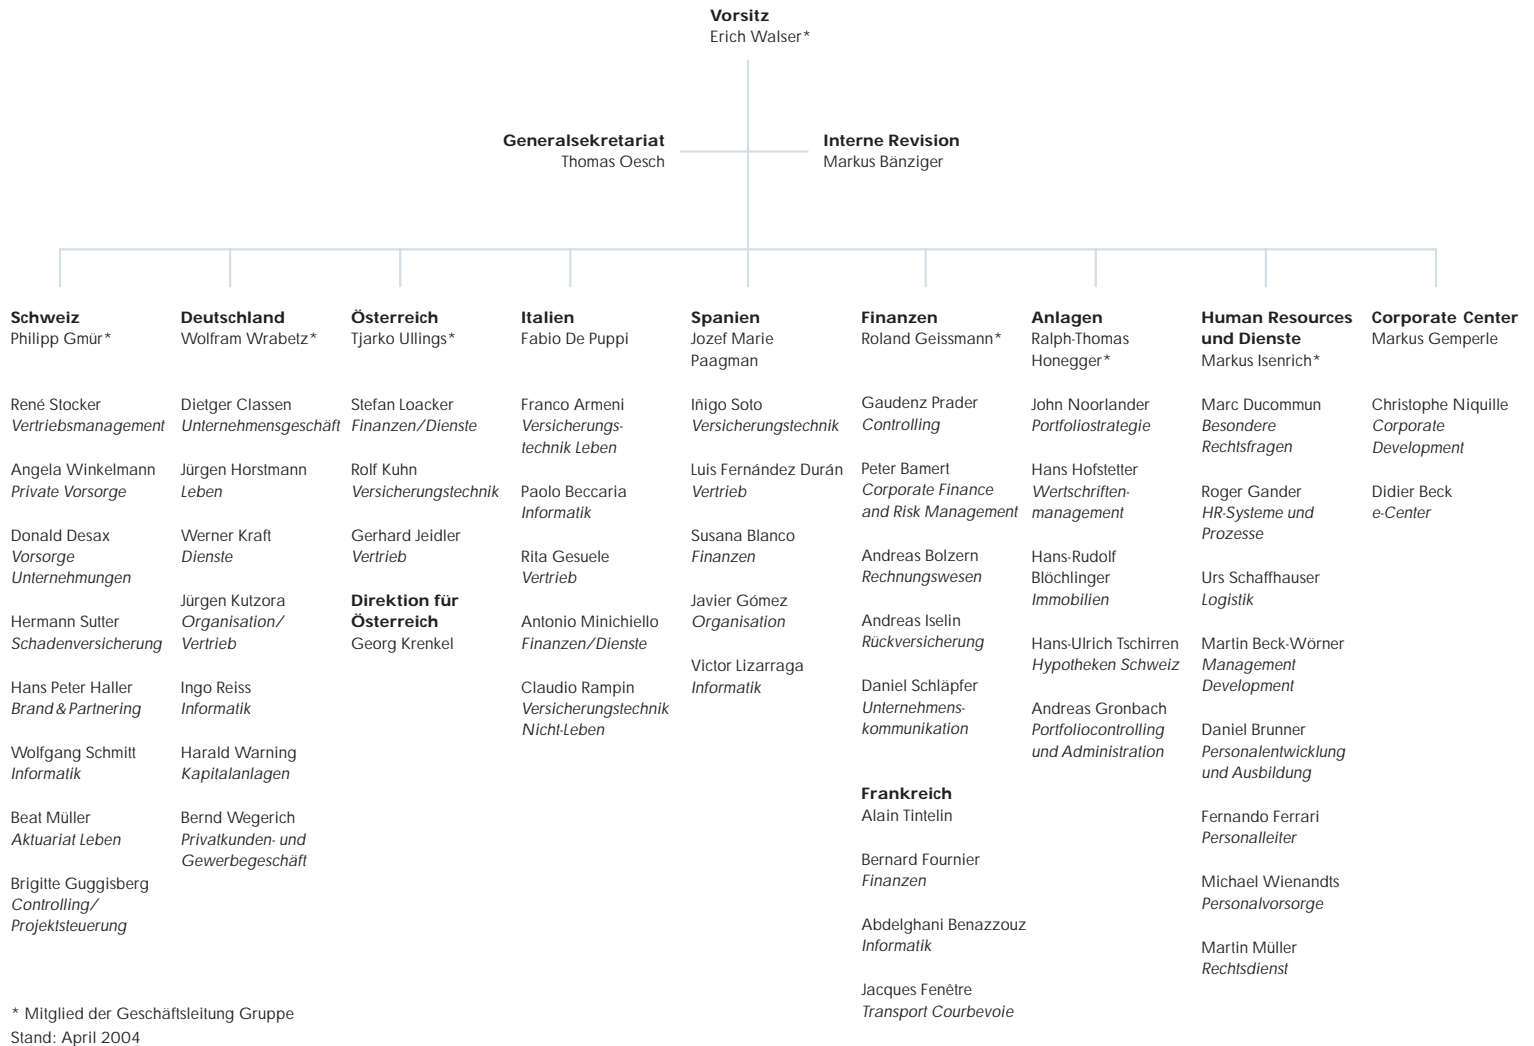 Vorsitz
Erich Walser*
Generalsekretariat
Thomas Oesch
Interne Revision
Markus Bänziger
Schweiz
Philipp Gmür*
René Stocker
Vertriebsmanagement
Angela Winkelmann
Private Vorsorge
Donald Desax
Vorsorge
Unternehmungen
Hermann Sutter
Schadenversicherung
Hans Peter Haller
Brand & Partnering
Wolfgang Schmitt
Informatik
Beat Müller
Aktuariat Leben
Brigitte Guggisberg
Controlling/
Projektsteuerung
Deutschland
Wolfram Wrabetz*
Dietger Classen
Unternehmensgeschäft
Jürgen Horstmann
Leben
Werner Kraft
Dienste
Jürgen Kutzora
Organisation/
Vertrieb
Ingo Reiss
Informatik
Harald Warning
Kapitalanlagen
Bernd Wegerich
Privatkunden- und
Gewerbegeschäft
Österreich
Tjarko Ullings*
Stefan Loacker
Finanzen/Dienste
Rolf Kuhn
Versicherungstechnik
Gerhard Jeidler
Vertrieb
Direktion für
Österreich
Georg Krenkel
Italien
Fabio De Puppi
Franco Armeni
Versicherungs-
technik Leben
Paolo Beccaria
Informatik
Rita Gesuele
Vertrieb
Antonio Minichiello
Finanzen/Dienste
Claudio Rampin
Versicherungstechnik
Nicht-Leben
Spanien
Jozef Marie
Paagman
Iñigo Soto
Versicherungstechnik
Luis Fernández Durán
Vertrieb
Susana Blanco
Finanzen
Javier Gómez
Organisation
Victor Lizarraga
Informatik
Finanzen
Roland Geissmann*
Gaudenz Prader
Controlling
Peter Bamert
Corporate Finance
and Risk Management
Andreas Bolzern
Rechnungswesen
Andreas Iselin
Rückversicherung
Daniel Schläpfer
Unternehmens-
kommunikation
Frankreich
Alain Tintelin
Bernard Fournier
Finanzen
Abdelghani Benazzouz
Informatik
Jacques Fenêtre
Transport Courbevoie
Anlagen
Ralph-Thomas
Honegger*
John Noorlander
Portfoliostrategie
Hans Hofstetter
Wertschriften-
management
Hans-Rudolf
Blöchlinger
Immobilien
Hans-Ulrich Tschirren
Hypotheken Schweiz
Andreas Gronbach
Portfoliocontrolling
und Administration
Human Resources
und Dienste
Markus Isenrich*
Marc Ducommun
Besondere
Rechtsfragen
Roger Gander
HR-Systeme und
Prozesse
Urs Schaffhauser
Logistik
Martin Beck-Wörner
Management
Development
Daniel Brunner
Personalentwicklung
und Ausbildung
Fernando Ferrari
Personalleiter
Michael Wienandts
Personalvorsorge
Martin Müller
Rechtsdienst
Corporate Center
Markus Gemperle
Christophe Niquille
Corporate
Development
Didier Beck
e-Center
* Mitglied der Geschäftsleitung Gruppe
Stand: April 2004